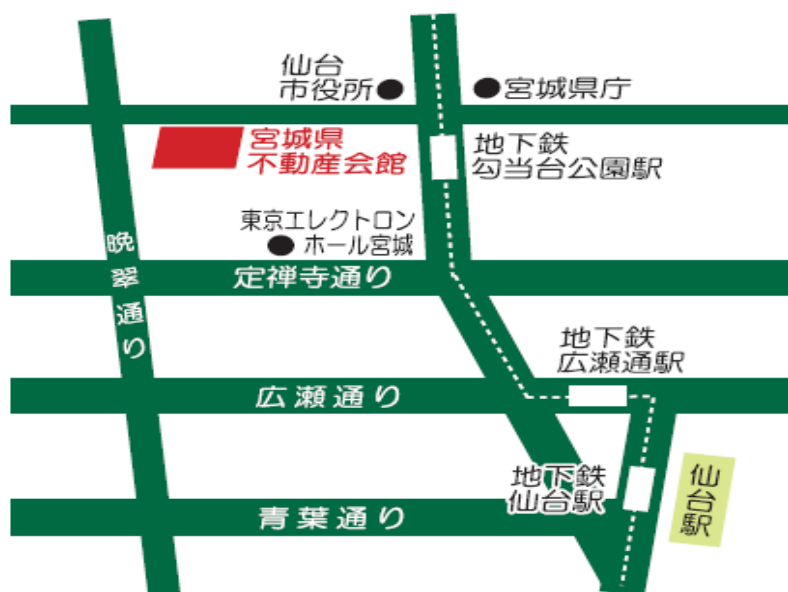 仙台
市役所
宮城県庁
宮城県
不動産会館
地下鉄
勾当台公園駅
東京エレクトロン
ホール宮城
晩翠通り
定禅寺通り
地下鉄
広瀬通駅
広瀬通り
地下鉄
仙台駅
仙台駅
青葉通り